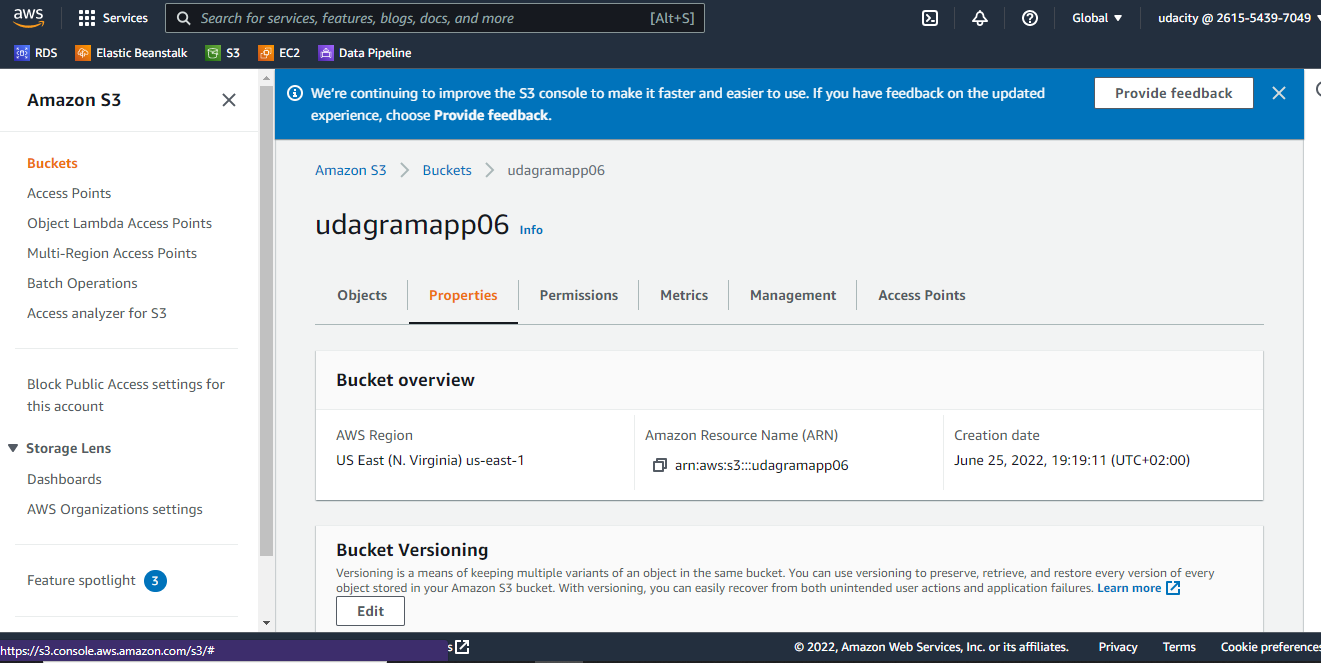 aws
Services
Search for services, features, blogs, docs, and more
[Alt+S]
Global
udacity @ 2615-5439-7049
RDS
Elastic Beanstalk
S3
EC2
Data Pipeline
Amazon S3
Buckets
Access Points
Object Lambda Access Points
Multi-Region Access Points
Batch Operations
Access analyzer for S3
Block Public Access settings for
this account
Storage Lens
Dashboards
AWS Organizations settings
Feature spotlight 3
We're continuing to improve the S3 console to make it faster and easier to use. If you have feedback on the updated
experience, choose Provide feedback.
Provide feedback
Amazon S3
Buckets
udagramapp06
udagramapp06 Info
Objects
Properties
Permissions
Metrics
Management
Access Points
Bucket overview
AWS Region
US East (N. Virginia) us-east-1
Amazon Resource Name (ARN)
arn:aws:s3:::udagramapp06
Creation date
June 25, 2022, 19:19:11 (UTC+02:00)
Bucket Versioning
Versioning is a means of keeping multiple variants of an object in the same bucket. You can use versioning to preserve, retrieve, and restore every version of every
object stored in your Amazon S3 bucket. With versioning, you can easily recover from both unintended user actions and application failures. Learn more
Edit
https://s3.console.aws.amazon.com/s3/#
© 2022, Amazon Web Services, Inc. or its affiliates.
Privacy
Terms
Cookie preferences